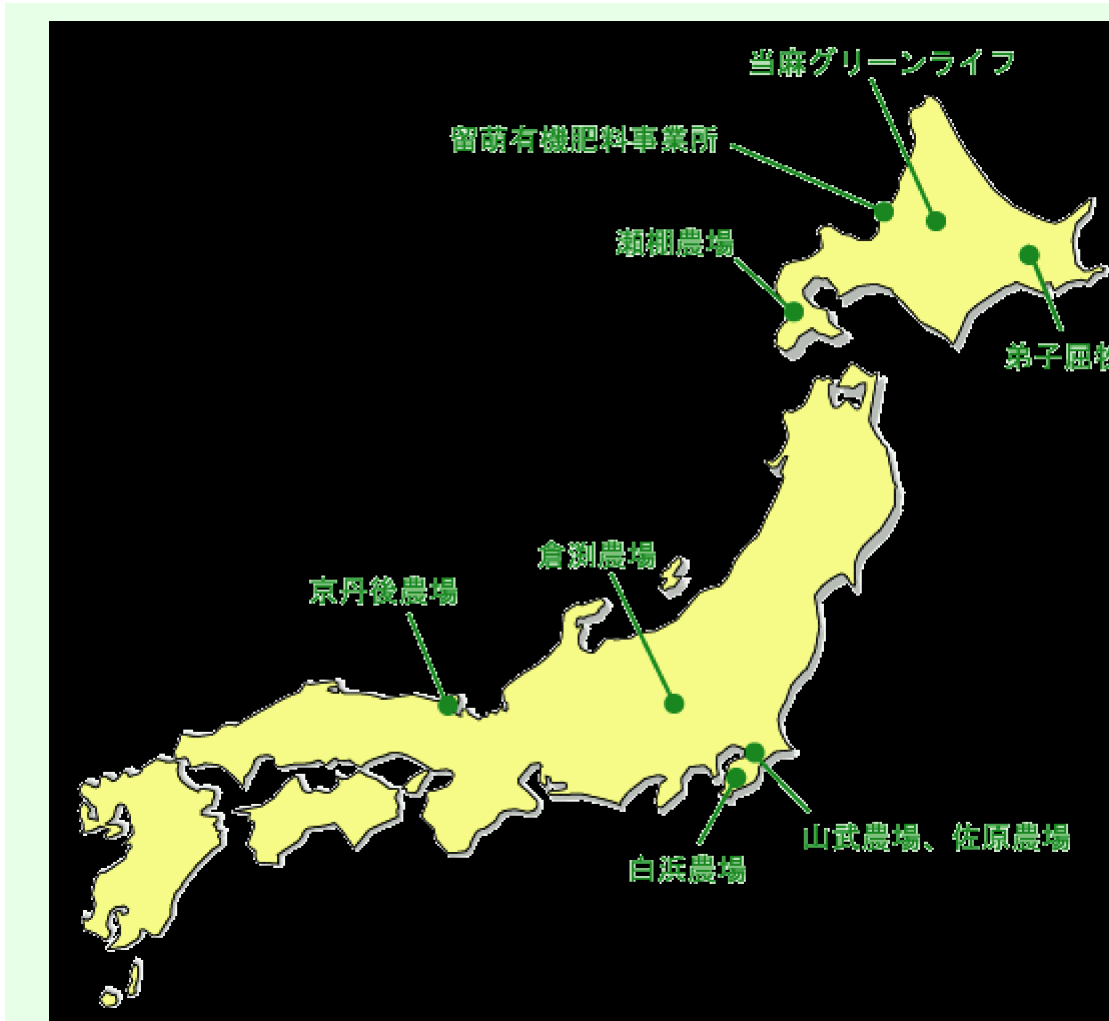 当麻グリーンライフ
留萌有機肥料事業所
瀬棚農場
弟子屈
倉渕農場
京丹後農場
山武農場、佐原農場
白浜農場